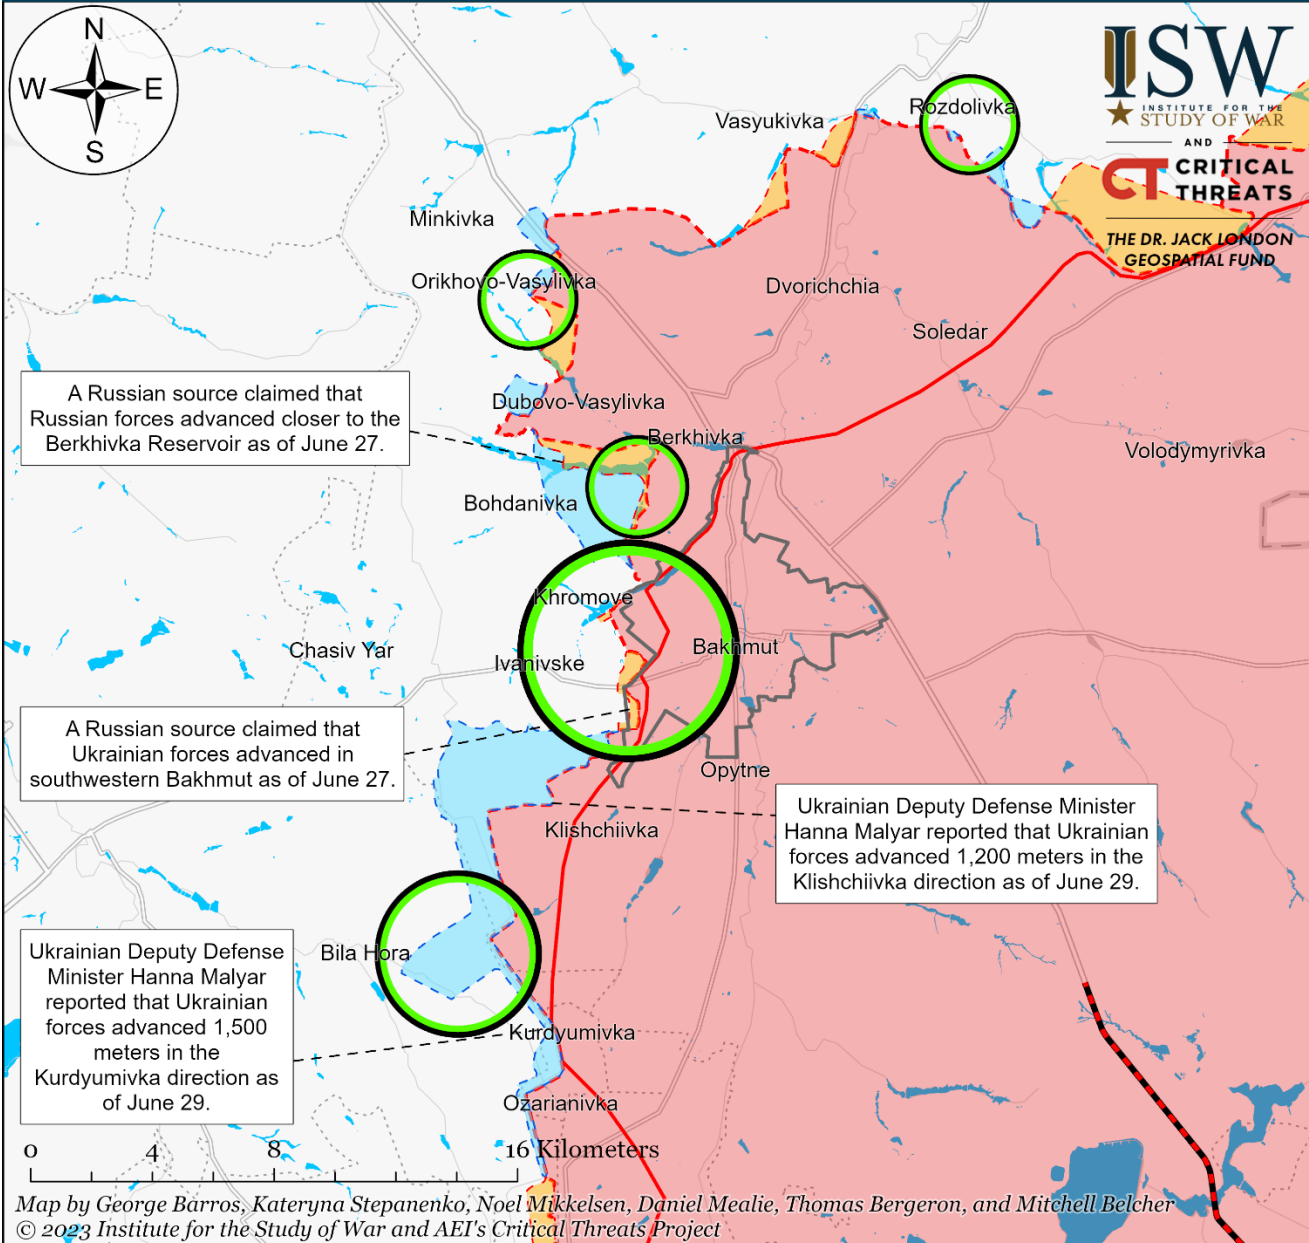 N
W E
S
ISW
INSTITUTE FOR THE
STUDY OF WAR
AND
CT CRITICAL
THREATS
THE DR. JACK LONDON
GEOSPATIAL FUND
Rozdolivka
Vasyukivka
Minkivka
Orikhovo-Vasylivka
Dvorichchia
Soledar
A Russian source claimed that
Russian forces advanced closer to the
Berkhivka Reservoir as of June 27.
Dubovo-Vasylivka
Berkhivka
Volodymyrivka
Bohdanivka
Khromove
Chasiv Yar
Ivanivske
Bakhmut
A Russian source claimed that
Ukrainian forces advanced in
southwestern Bakhmut as of June 27.
Opytne
Klishchiivka
Ukrainian Deputy Defense Minister
Hanna Malyar reported that Ukrainian
forces advanced 1,200 meters in the
Klishchiivka direction as of June 29.
Bila Hora
Ukrainian Deputy Defense
Minister Hanna Malyar
reported that Ukrainian
forces advanced 1,500
meters in the
Kurdyumivka direction as
of June 29.
Kurdyumivka
Ozarianivka
0 4 8 16 Kilometers
Map by George Barros, Kateryna Stepanenko, Noel Mikkelsen, Daniel Mealie, Thomas Bergeron, and Mitchell Belcher
© 2023 Institute for the Study of War and AEI's Critical Threats Project